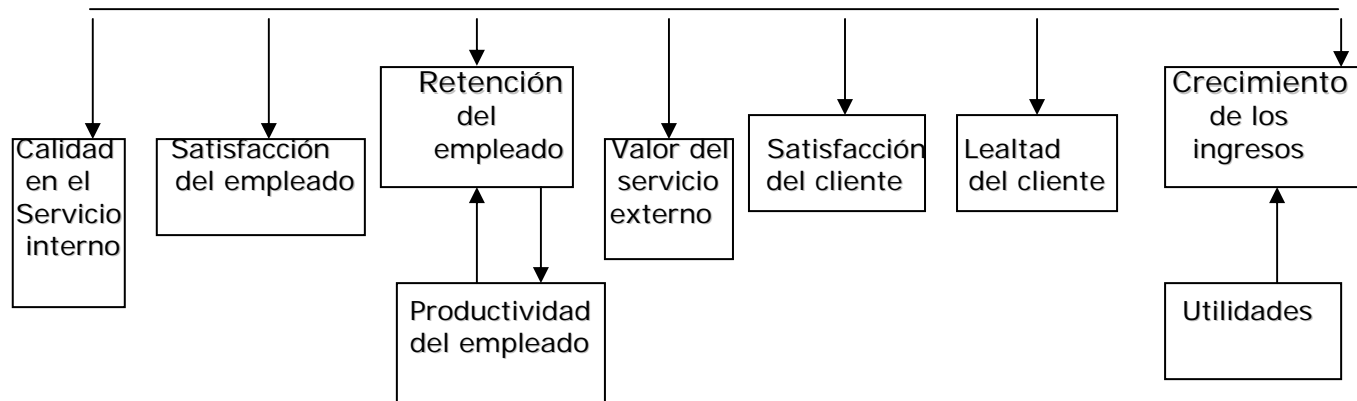 Calidad
en el
Servicio
interno
Satisfacción
del empleado
Retención
del
empleado
Productividad
del empleado
Valor del
servicio
externo
Satisfacción
del cliente
Lealtad
del cliente
Crecimiento
de los
ingresos
Utilidades